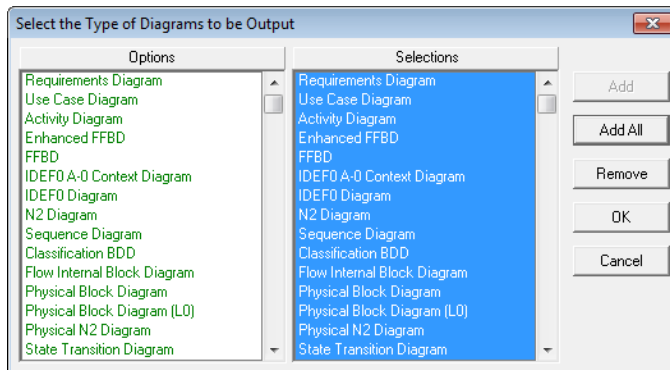 Select the Type of Diagrams to be Output
Options
Selections
Requirements Diagram
Use Case Diagram
Activity Diagram
Enhanced FFBD
FFBD
IDEF0 A-0 Context Diagram
IDEF0 Diagram
N2 Diagram
Sequence Diagram
Classification BDD
Flow Internal Block Diagram
Physical Block Diagram
Physical Block Diagram (L0)
Physical N2 Diagram
State Transition Diagram
Requirements Diagram
Use Case Diagram
Activity Diagram
Enhanced FFBD
FFBD
IDEF0 A-0 Context Diagram
IDEF0 Diagram
N2 Diagram
Sequence Diagram
Classification BDD
Flow Internal Block Diagram
Physical Block Diagram
Physical Block Diagram (L0)
Physical N2 Diagram
State Transition Diagram
Add
Add All
Remove
OK
Cancel